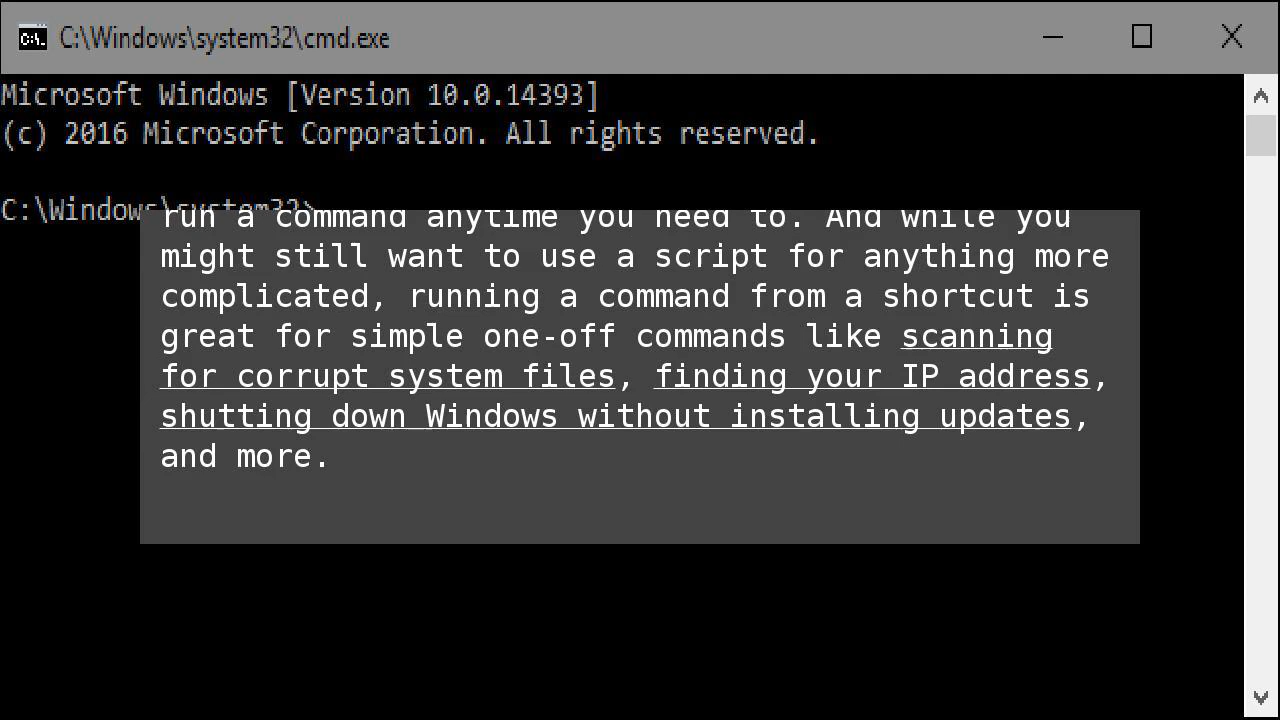 C:\Windows\system32\cmd.exe
Microsoft Windows [Version 10.0.14393]
(c) 2016 Microsoft Corporation. All rights reserved.
C:\Windows\system32>
run a command anytime you need to. And while you
might still want to use a script for anything more
complicated, running a command from a shortcut is
great for simple one-off commands like scanning
for corrupt system files, finding your IP address,
shutting down Windows without installing updates,
and more.